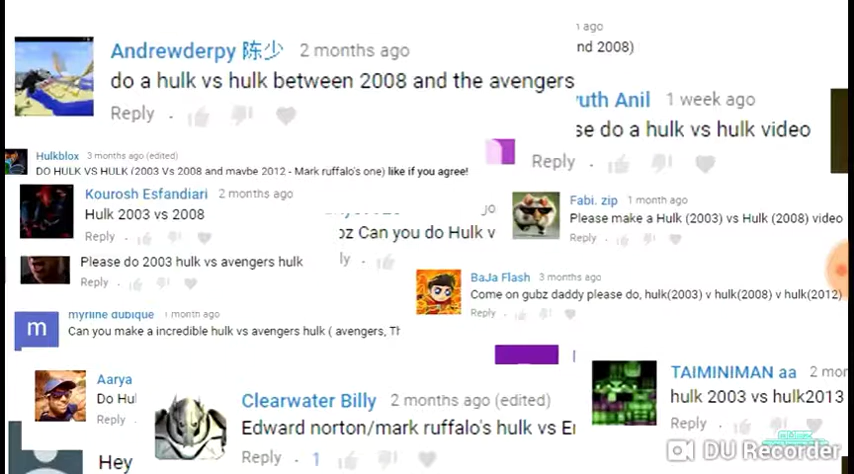 Andrewderpy 陈少 2 months ago
do a hulk vs hulk between 2008 and the avengers
Reply
ago
nd 2008)
uth Anil 1 week ago
se do a hulk vs hulk video
Reply
Hulkblox 3 months ago (edited)
DO HULK VS HULK (2003 Vs 2008 and maybe 2012 - Mark ruffalo's one) like if you agree!
Kourosh Esfandiari 2 months ago
Hulk 2003 vs 2008
Reply
bz Can you do Hulk v
ly
Fabi. zip 1 month ago
Please make a Hulk (2003) vs Hulk (2008) video
Reply
Please do 2003 hulk vs avengers hulk
Reply
BaJa Flash 3 months ago
Come on gubz daddy please do, hulk(2003) v hulk(2008) v hulk(2012)
Reply
m
myrline dubique 1 month ago
Can you make a incredible hulk vs avengers hulk ( avengers, Th
Aarya
Do Hul
Reply
Clearwater Billy 2 months ago (edited)
Edward norton/mark ruffalo's hulk vs E
Reply 1
TAIMINIMAN aa 2 mor
hulk 2003 vs hulk2013
Reply
Hey
DU Recorder